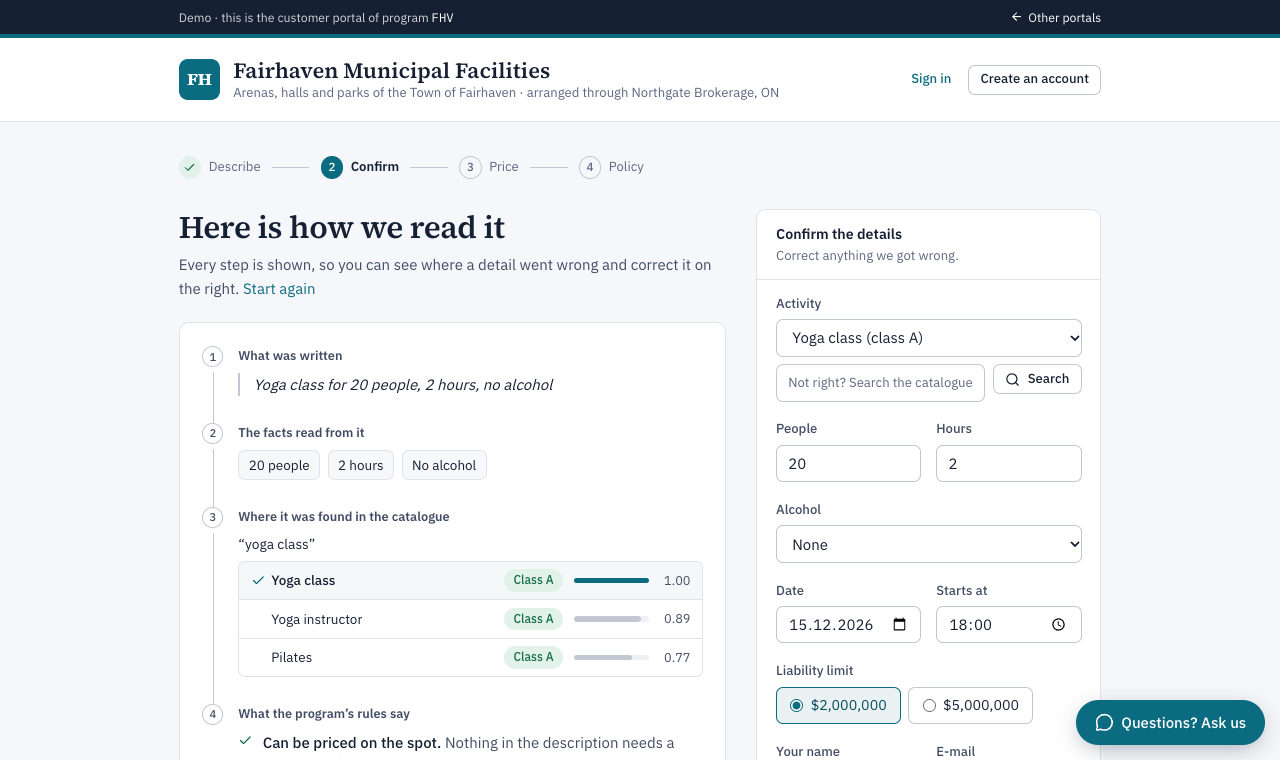 Demo · this is the customer portal of program FHV
Other portals
FH
Fairhaven Municipal Facilities
Arenas, halls and parks of the Town of Fairhaven · arranged through Northgate Brokerage, ON
Sign in
Create an account
Describe
2 Confirm
3 Price
4 Policy
Here is how we read it
Every step is shown, so you can see where a detail went wrong and correct it on
the right. Start again
1 What was written
Yoga class for 20 people, 2 hours, no alcohol
2 The facts read from it
20 people
2 hours
No alcohol
3 Where it was found in the catalogue
“yoga class”
Yoga class Class A 1.00
Yoga instructor Class A 0.89
Pilates Class A 0.77
4 What the program’s rules say
Can be priced on the spot. Nothing in the description needs a
Confirm the details
Correct anything we got wrong.
Activity
Yoga class (class A)
Not right? Search the catalogue
Search
People Hours
20 2
Alcohol
None
Date Starts at
15.12.2026 18:00
Liability limit
$2,000,000 $5,000,000
Your name E-mail
Questions? Ask us